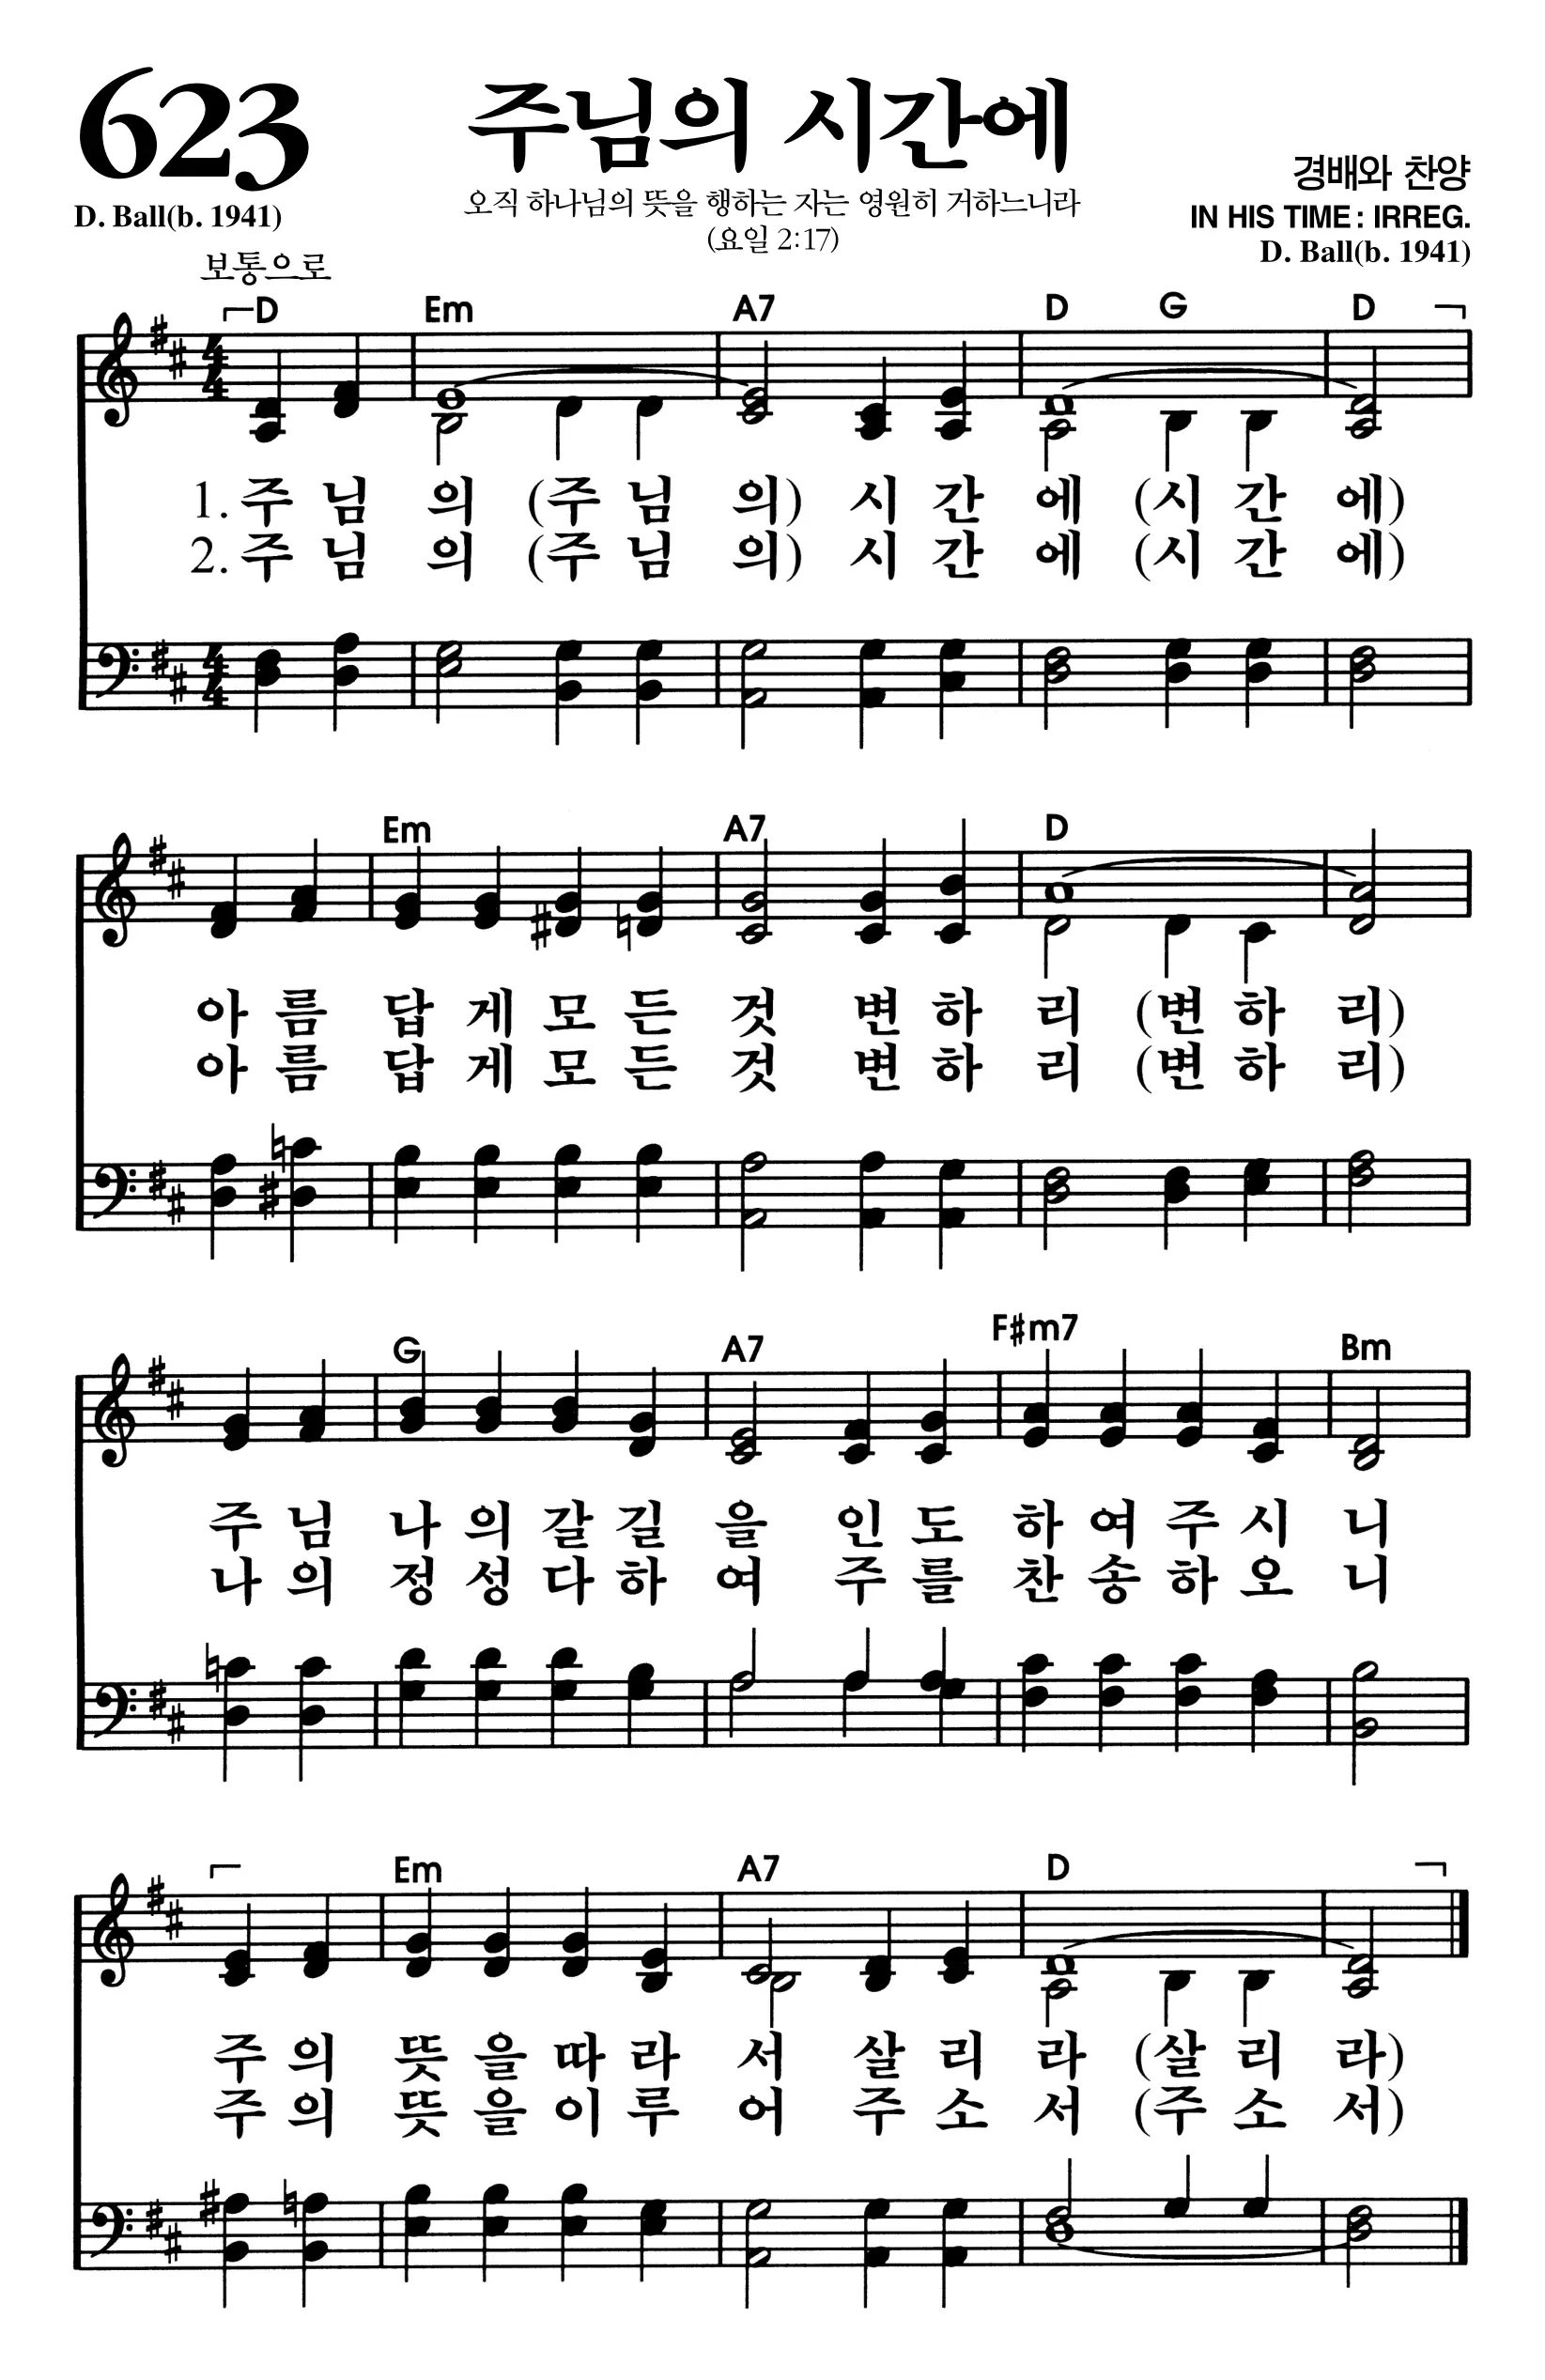 623
주님의 시간에
경배와 찬양
오직 하나님의 뜻을 행하는 자는 영원히 거하느니라
(요일 2:17)
D. Ball(b. 1941)
IN HIS TIME : IRREG.
D. Ball(b. 1941)
보통으로
D Em A7 D G D
1. 주 님 의 (주 님 의) 시 간 에 (시 간 에)
2. 주 님 의 (주 님 의) 시 간 에 (시 간 에)
Em A7 D
아 름 답 게 모 든 것 변 하 리 (변 하 리)
아 름 답 게 모 든 것 변 하 리 (변 하 리)
G A7 F#m7 Bm
주 님 나 의 갈 길 을 인 도 하 여 주 시 니
나 의 정 성 다 하 여 주 를 찬 송 하 오 니
Em A7 D
주 의 뜻 을 따 라 서 살 리 라 (살 리 라)
주 의 뜻 을 이 루 어 주 소 서 (주 소 서)